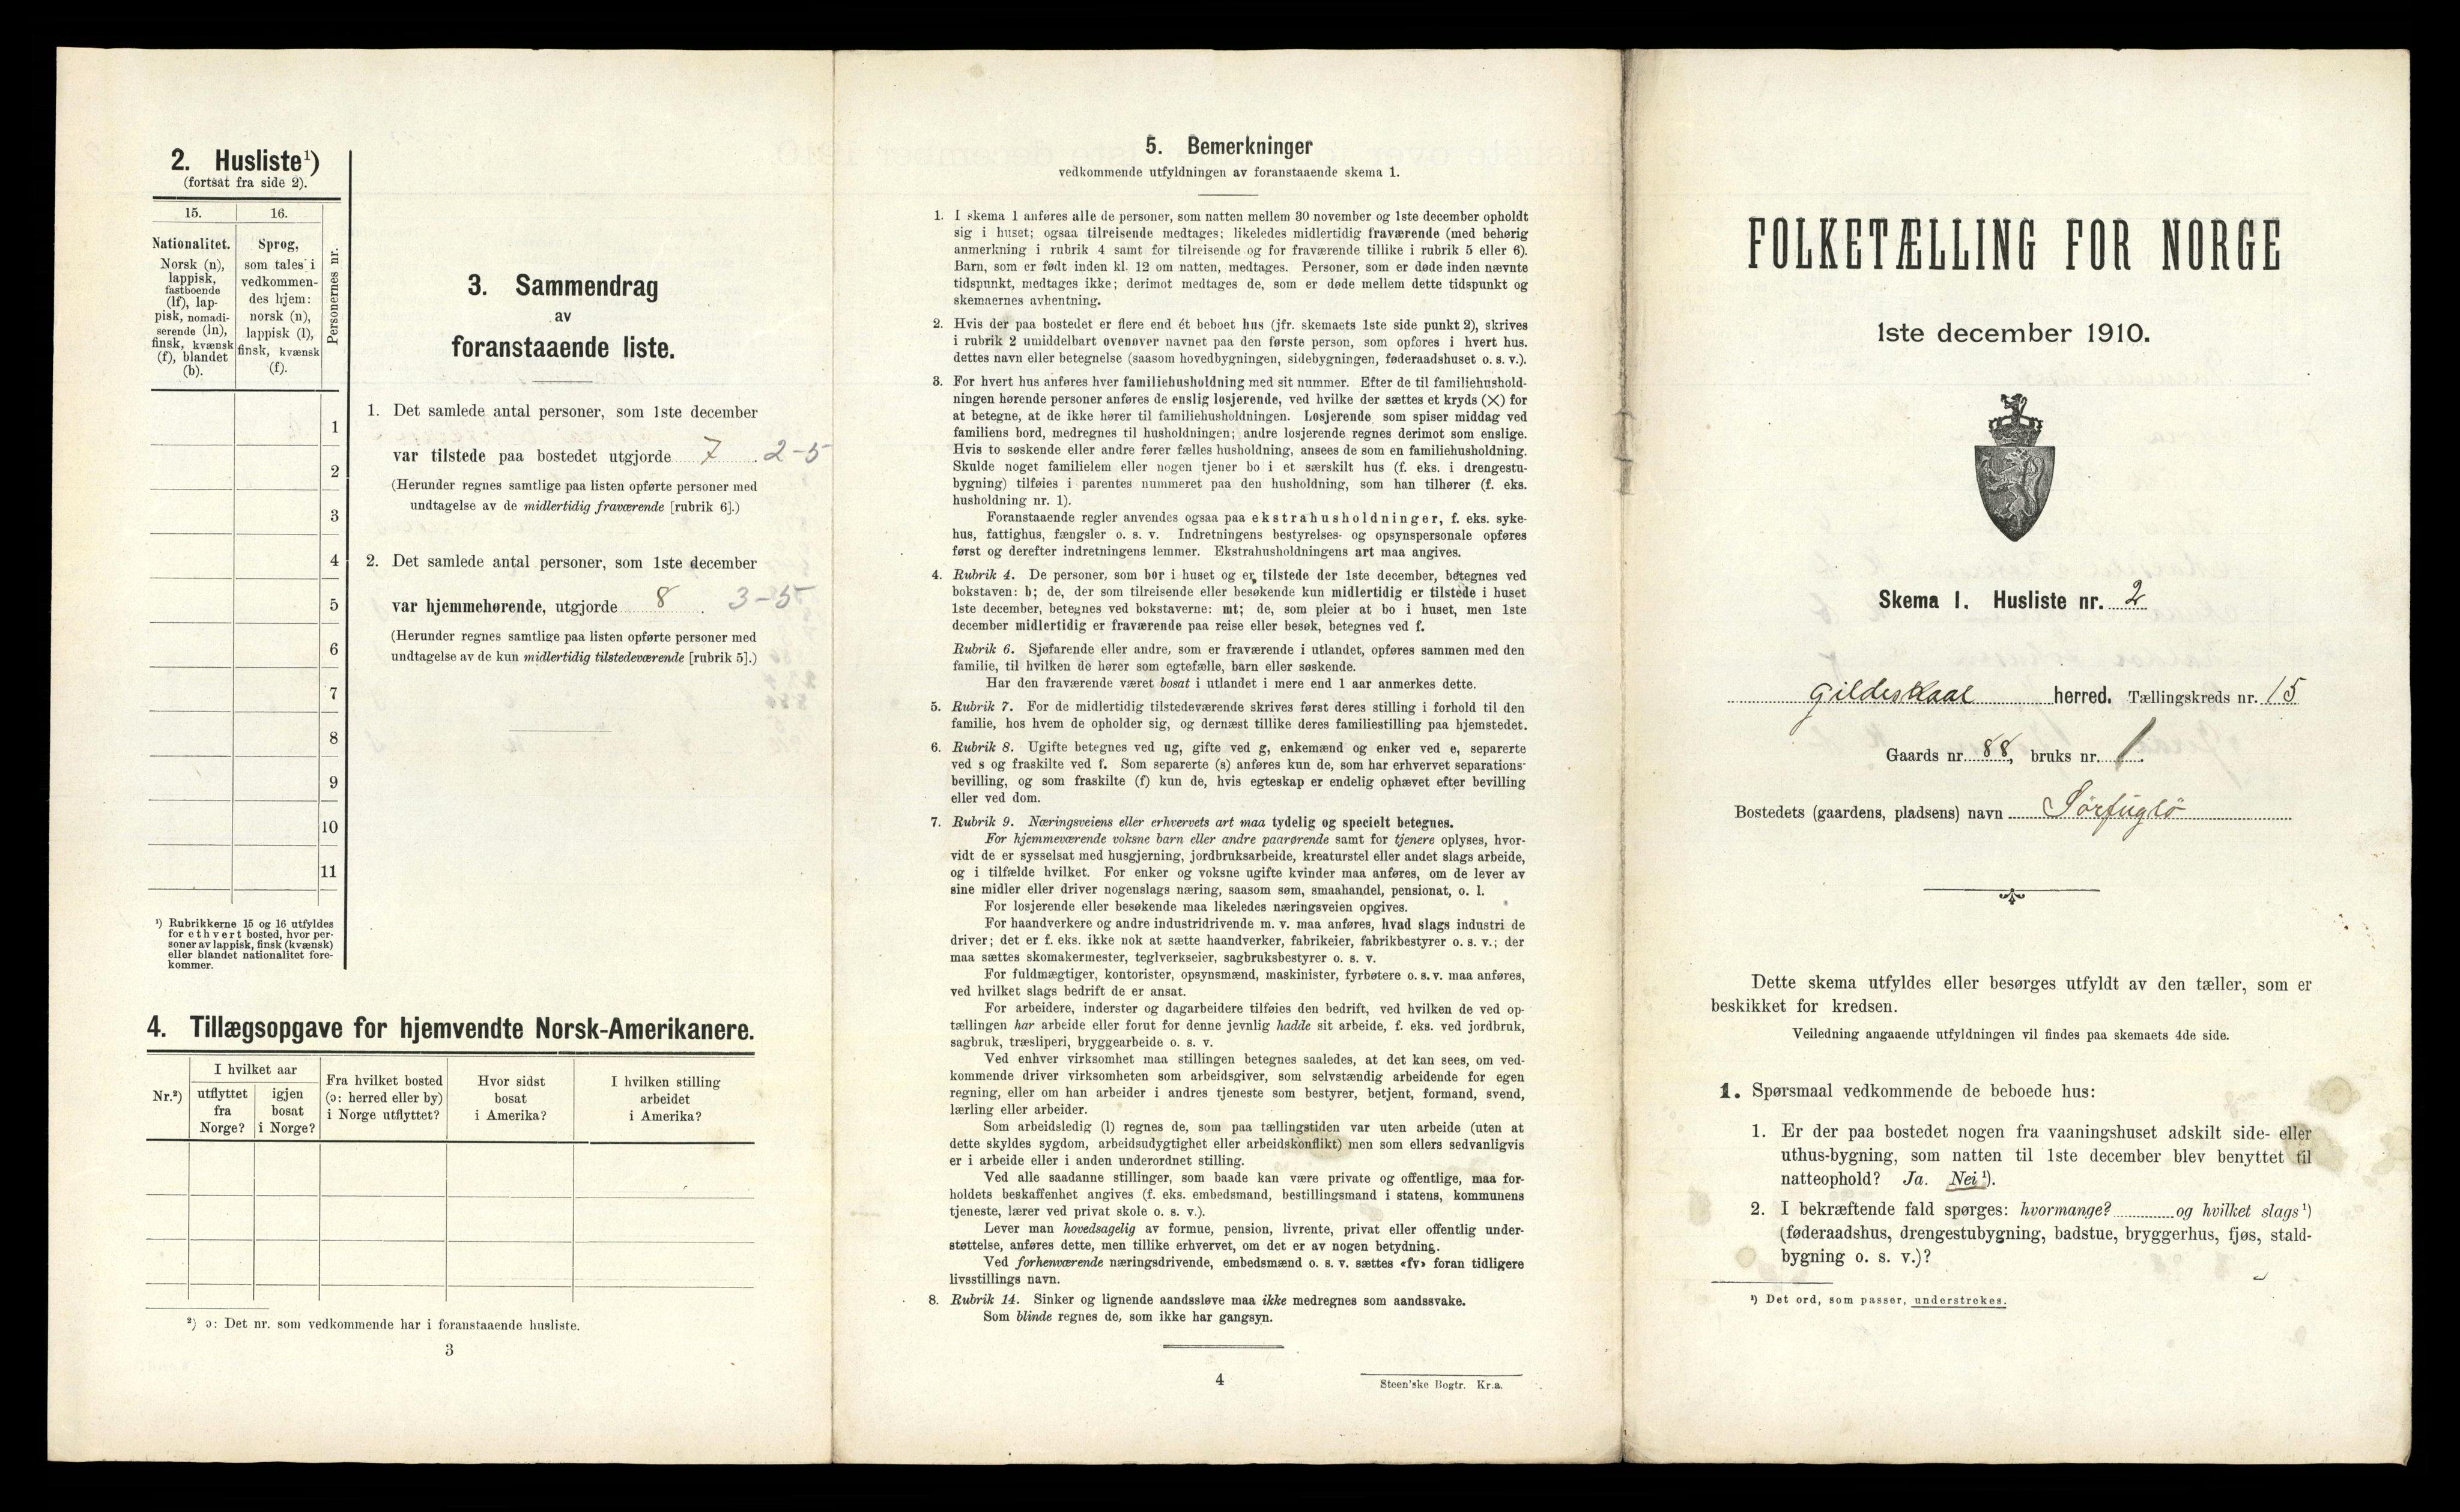 2. Husliste¹)
(fortsat fra side 2).
15.
16.
Nationalitet.
Norsk (n),
lappisk,
fastboende
(lf), lap-
pisk, nomadi-
serende (ln),
finsk, kvænsk
(f), blandet
(b).
Sprog,
som tales i
vedkommen-
des hjem:
norsk (n),
lappisk (l),
finsk, kvænsk
(f).
Personernes nr.
1
2
3
4
5
6
7
8
9
10
11
¹) Rubrikkerne 15 og 16 utfyldes
for ethvert bosted, hvor per-
soner av lappisk, finsk (kvænsk)
eller blandet nationalitet fore-
kommer.
3. Sammendrag
av
foranstaaende liste.
1. Det samlede antal personer, som 1ste december
var tilstede paa bostedet utgjorde 7. 2-5
(Herunder regnes samtlige paa listen opførte personer med
undtagelse av de midlertidig fraværende [rubrik 6].)
2. Det samlede antal personer, som 1ste december
var hjemmehørende, utgjorde 8. 3-5
(Herunder regnes samtlige paa listen opførte personer med
undtagelse av de kun midlertidig tilstedeværende [rubrik 5].)
4. Tillægsopgave for hjemvendte Norsk-Amerikanere.
Nr.²)
I hvilket aar
utflyttet
fra
Norge?
igjen
bosat
i Norge?
Fra hvilket bosted
(ɔ: herred eller by)
i Norge utflyttet?
Hvor sidst
bosat
i Amerika?
I hvilken stilling
arbeidet
i Amerika?
²) ɔ: Det nr. som vedkommende har i foranstaaende husliste.
3
5. Bemerkninger
vedkommende utfyldningen av foranstaaende skema 1.
1. I skema 1 anføres alle de personer, som natten mellem 30 november og 1ste december opholdt
sig i huset; ogsaa tilreisende medtages; likeledes midlertidig fraværende (med behørig
anmerkning i rubrik 4 samt for tilreisende og for fraværende tillike i rubrik 5 eller 6).
Barn, som er født inden kl. 12 om natten, medtages. Personer, som er døde inden nævnte
tidspunkt, medtages ikke; derimot medtages de, som er døde mellem dette tidspunkt og
skemaernes avhentning.
2. Hvis der paa bostedet er flere end ét beboet hus (jfr. skemaets 1ste side punkt 2), skrives
i rubrik 2 umiddelbart ovenover navnet paa den første person, som opføres i hvert hus,
dettes navn eller betegnelse (saasom hovedbygningen, sidebygningen, føderaadshuset o. s. v.).
3. For hvert hus anføres hver familiehusholdning med sit nummer. Efter de til familiehushold-
ningen hørende personer anføres de enslig losjerende, ved hvilke der sættes et kryds (×) for
at betegne, at de ikke hører til familiehusholdningen. Losjerende som spiser middag ved
familiens bord, medregnes til husholdningen; andre losjerende regnes derimot som enslige.
Hvis to søskende eller andre fører fælles husholdning, ansees de som en familiehusholdning.
Skulde noget familielem eller nogen tjener bo i et særskilt hus (f. eks. i drengestu-
bygning) tilføies i parentes nummeret paa den husholdning, som han tilhører (f. eks.
husholdning nr. 1).
Foranstaaende regler anvendes ogsaa paa ekstrahusholdninger, f. eks. syke-
hus, fattighus, fængsler o. s. v. Indretningens bestyrelses- og opsynspersonale opføres
først og derefter indretningens lemmer. Ekstrahusholdningens art maa angives.
4. Rubrik 4. De personer, som bor i huset og er tilstede der 1ste december, betegnes ved
bokstaven: b; de, der som tilreisende eller besøkende kun midlertidig er tilstede i huset
1ste december, betegnes ved bokstaverne: mt; de, som pleier at bo i huset, men 1ste
december midlertidig er fraværende paa reise eller besøk, betegnes ved f.
Rubrik 6. Sjøfarende eller andre, som er fraværende i utlandet, opføres sammen med den
familie, til hvilken de hører som egtefælle, barn eller søskende.
Har den fraværende været bosat i utlandet i mere end 1 aar anmerkes dette.
5. Rubrik 7. For de midlertidig tilstedeværende skrives først deres stilling i forhold til den
familie, hos hvem de opholder sig, og dernæst tillike deres familiestilling paa hjemstedet.
6. Rubrik 8. Ugifte betegnes ved ug, gifte ved g, enkemænd og enker ved e, separerte
ved s og fraskilte ved f. Som separerte (s) anføres kun de, som har erhvervet separations-
bevilling, og som fraskilte (f) kun de, hvis egteskap er endelig ophævet efter bevilling
eller ved dom.
7. Rubrik 9. Næringsveiens eller erhvervets art maa tydelig og specielt betegnes.
For hjemmeværende voksne barn eller andre paarørende samt for tjenere oplyses, hvor-
vidt de er sysselsat med husgjerning, jordbruksarbeide, kreaturstel eller andet slags arbeide,
og i tilfælde hvilket. For enker og voksne ugifte kvinder maa anføres, om de lever av
sine midler eller driver nogenslags næring, saasom søm, smaahandel, pensionat, o. l.
For losjerende eller besøkende maa likeledes næringsveien opgives.
For haandverkere og andre industridrivende m. v. maa anføres, hvad slags industri de
driver; det er f. eks. ikke nok at sætte haandverker, fabrikeier, fabrikbestyrer o. s. v.; der
maa sættes skomakermester, teglverkseier, sagbruksbestyrer o. s. v.
For fuldmægtiger, kontorister, opsynsmænd, maskinister, fyrbøtere o. s. v. maa anføres,
ved hvilket slags bedrift de er ansat.
For arbeidere, inderster og dagarbeidere tilføies den bedrift, ved hvilken de ved op-
tællingen har arbeide eller forut for denne jevnlig hadde sit arbeide, f. eks. ved jordbruk,
sagbruk, træsliperi, bryggearbeide o. s. v.
Ved enhver virksomhet maa stillingen betegnes saaledes, at det kan sees, om ved-
kommende driver virksomheten som arbeidsgiver, som selvstændig arbeidende for egen
regning, eller om han arbeider i andres tjeneste som bestyrer, betjent, formand, svend,
lærling eller arbeider.
Som arbeidsledig (l) regnes de, som paa tællingstiden var uten arbeide (uten at
dette skyldes sygdom, arbeidsudygtighet eller arbeidskonflikt) men som ellers sedvanligvis
er i arbeide eller i anden underordnet stilling.
Ved alle saadanne stillinger, som baade kan være private og offentlige, maa for-
holdets beskaffenhet angives (f. eks. embedsmand, bestillingsmand i statens, kommunens
tjeneste, lærer ved privat skole o. s. v.).
Lever man hovedsagelig av formue, pension, livrente, privat eller offentlig under-
støttelse, anføres dette, men tillike erhvervet, om det er av nogen betydning.
Ved forhenværende næringsdrivende, embedsmænd o. s. v. sættes «fv» foran tidligere
livsstillings navn.
8. Rubrik 14. Sinker og lignende aandssløve maa ikke medregnes som aandssvake.
Som blinde regnes de, som ikke har gangsyn.
4
Steen'ske Bogtr. Kr.a.
FOLKETÆLLING FOR NORGE
1ste december 1910.
Skema 1. Husliste nr. 2
Gildeskaal herred. Tællingskreds nr. 15
Gaards nr. 88, bruks nr. 1.
Bostedets (gaardens, pladsens) navn Sørfuglø
Dette skema utfyldes eller besørges utfyldt av den tæller, som er
beskikket for kredsen.
Veiledning angaaende utfyldningen vil findes paa skemaets 4de side.
1. Spørsmaal vedkommende de beboede hus:
1. Er der paa bostedet nogen fra vaaningshuset adskilt side- eller
uthus-bygning, som natten til 1ste december blev benyttet til
natteophold? Ja. Nei¹).
2. I bekræftende fald spørges: hvormange? og hvilket slags¹)
(føderaadshus, drengestubygning, badstue, bryggerhus, fjøs, stald-
bygning o. s. v.)?
¹) Det ord, som passer, understrekes.